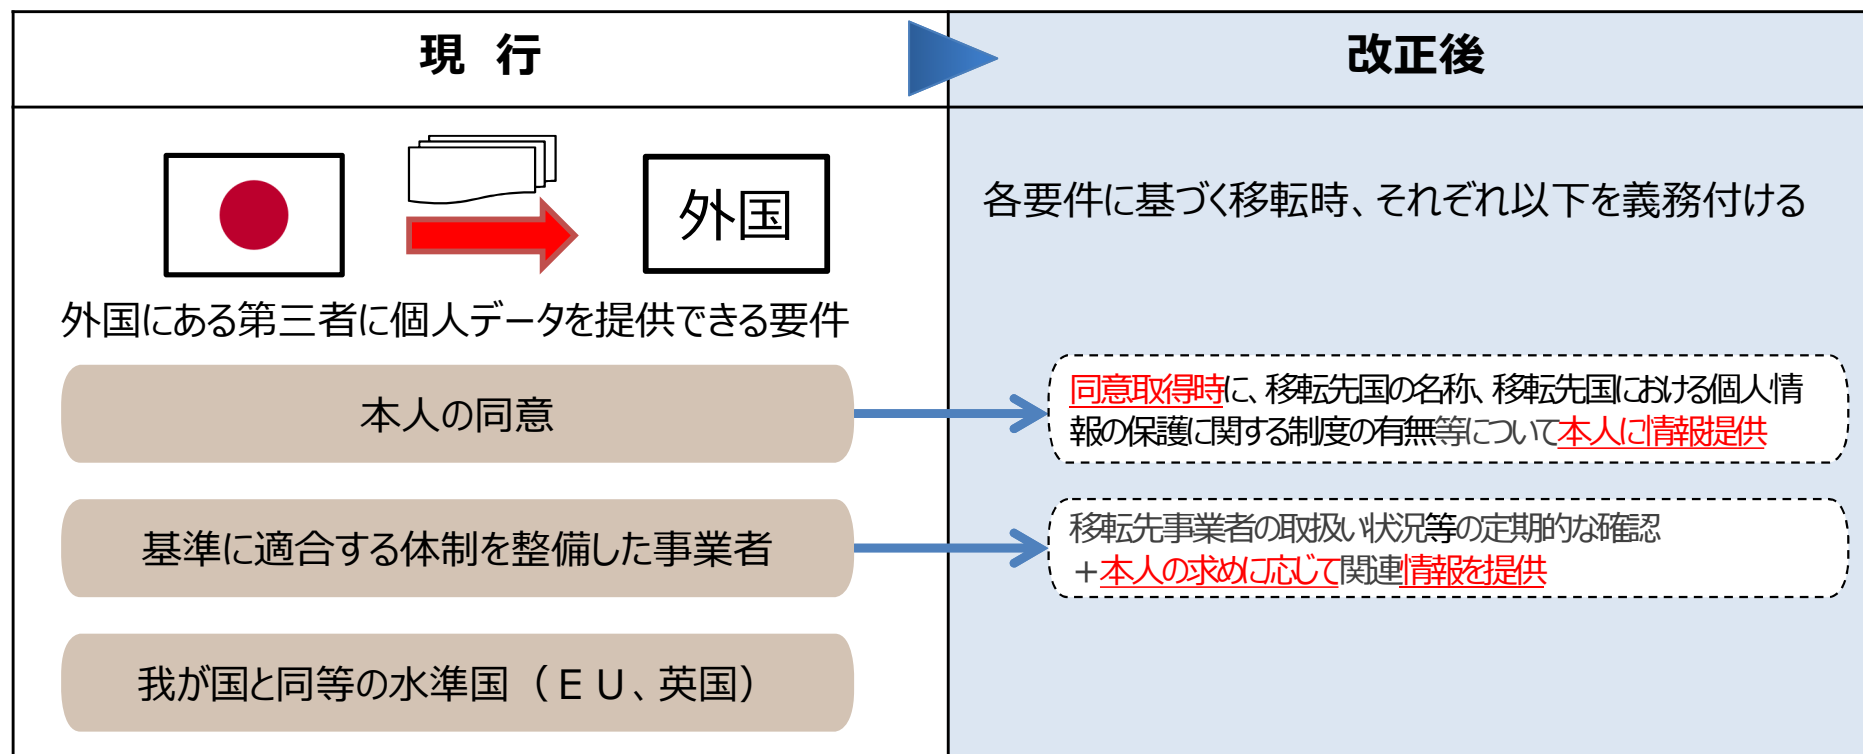 現 行
改正後
外国
外国にある第三者に個人データを提供できる要件
本人の同意
基準に適合する体制を整備した事業者
我が国と同等の水準国（ＥＵ、英国）
各要件に基づく移転時、それぞれ以下を義務付ける
同意取得時に、移転先国の名称、移転先国における個人情
報の保護に関する制度の有無等について本人に情報提供
移転先事業者の取扱い状況等の定期的な確認
＋本人の求めに応じて関連情報を提供